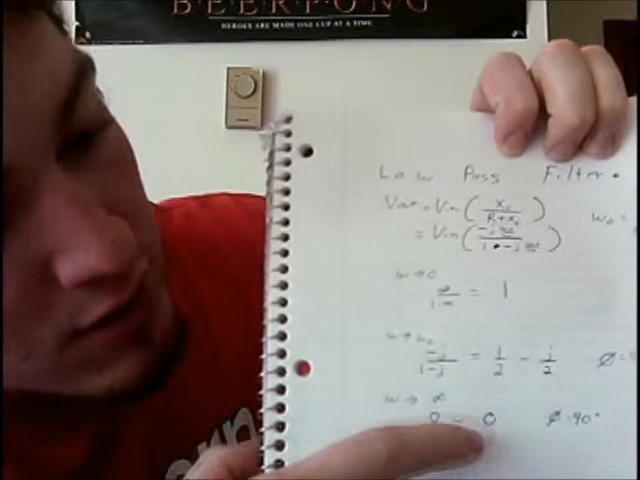 BEERPONG
HEROES ARE MADE ONE CUP AT A TIME.
Low Pass Filter.
Vout = Vin (Xc / R + Xc)
ω₀ =
= Vin
ω→0
= 1
ω→ω₀
-j / 1-j = 1/2 - j/2 Ø =
ω→∞
0 = 0 Ø=90°